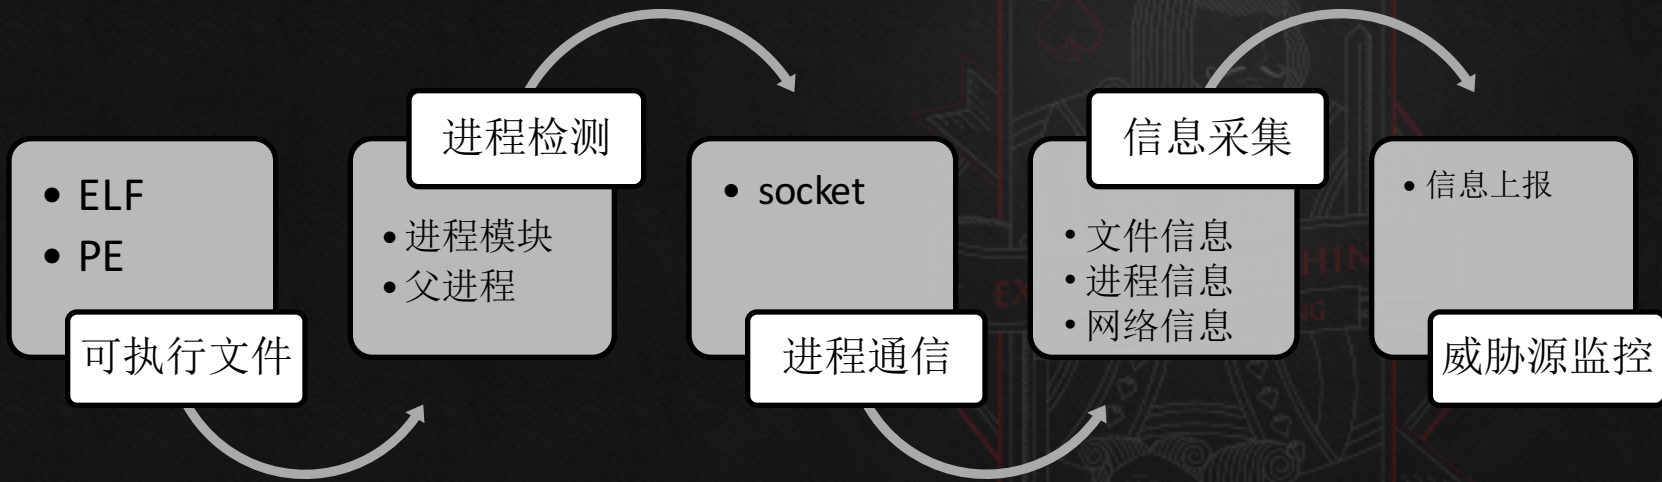 • ELF
• PE
可执行文件
进程检测
• 进程模块
• 父进程
• socket
进程通信
信息采集
• 文件信息
• 进程信息
• 网络信息
• 信息上报
威胁源监控